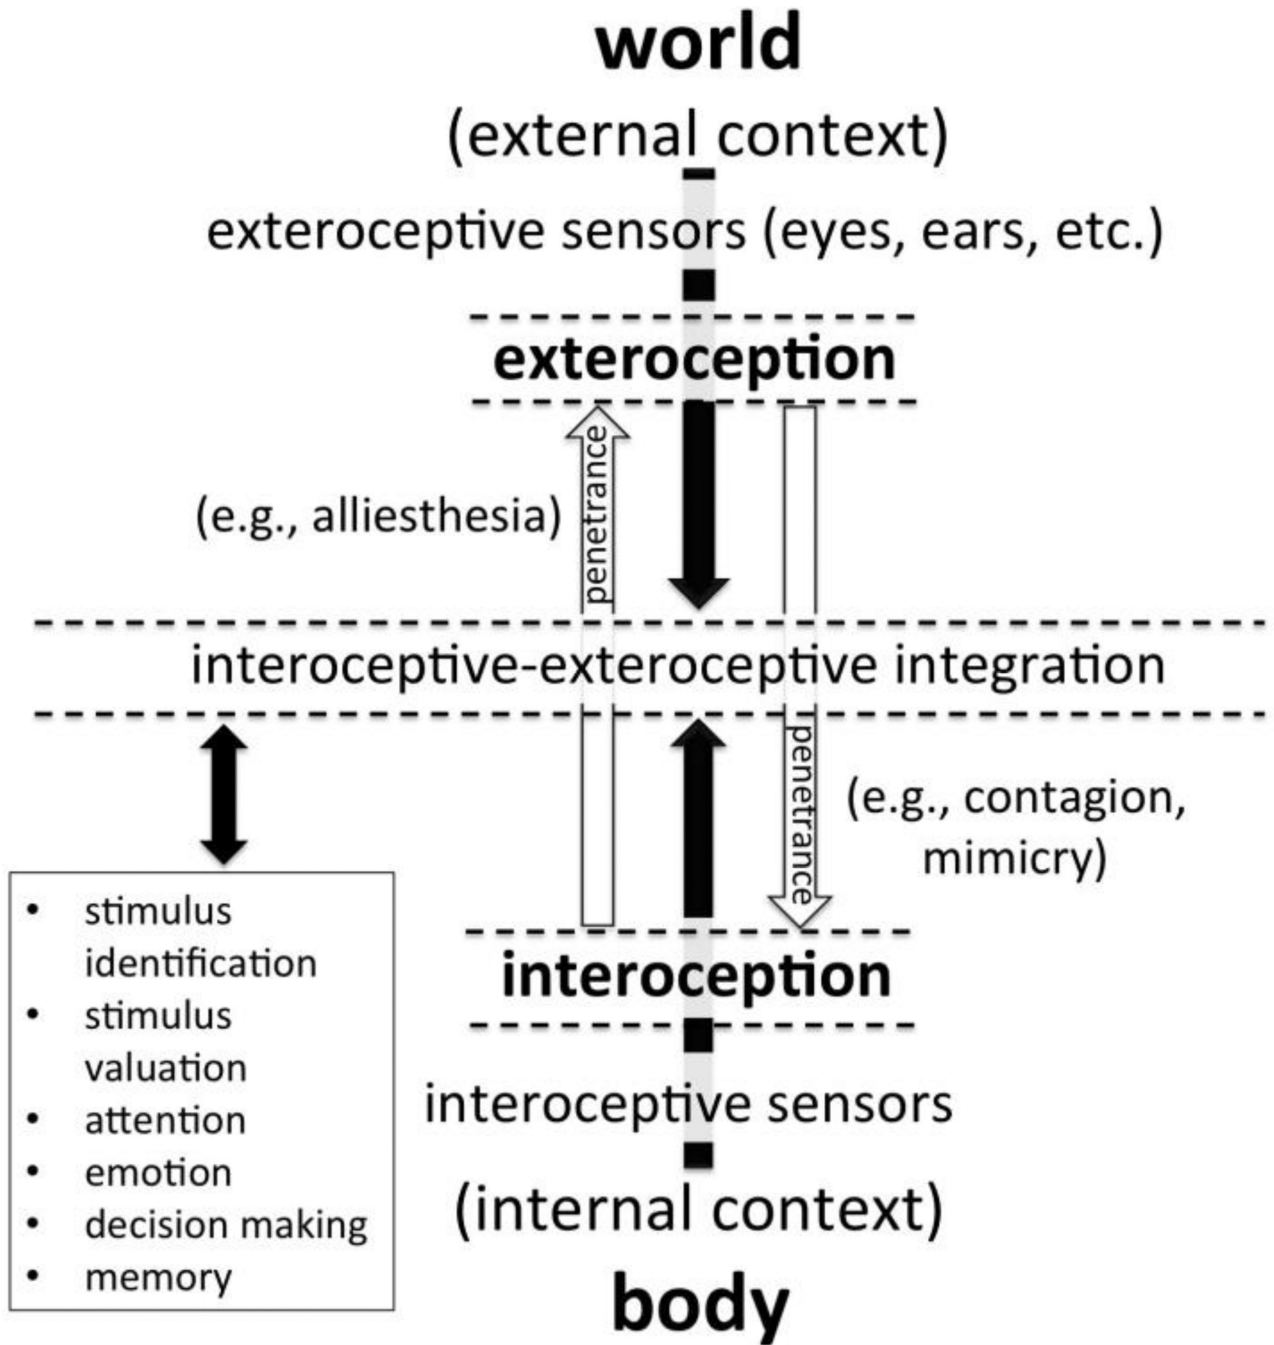 world
(external context)
exteroceptive sensors (eyes, ears, etc.)
exteroception
penetrance
(e.g., alliesthesia)
interoceptive-exteroceptive integration
penetrance
(e.g., contagion,
mimicry)
• stimulus
identification
• stimulus
valuation
• attention
• emotion
• decision making
• memory
interoception
interoceptive sensors
(internal context)
body